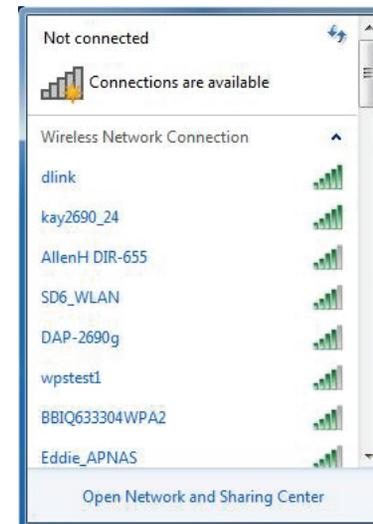 Not connected
Connections are available
Wireless Network Connection
dlink
kay2690_24
AllenH DIR-655
SD6_WLAN
DAP-2690g
wpstest1
BBIQ633304WPA2
Eddie_APNAS
Open Network and Sharing Center